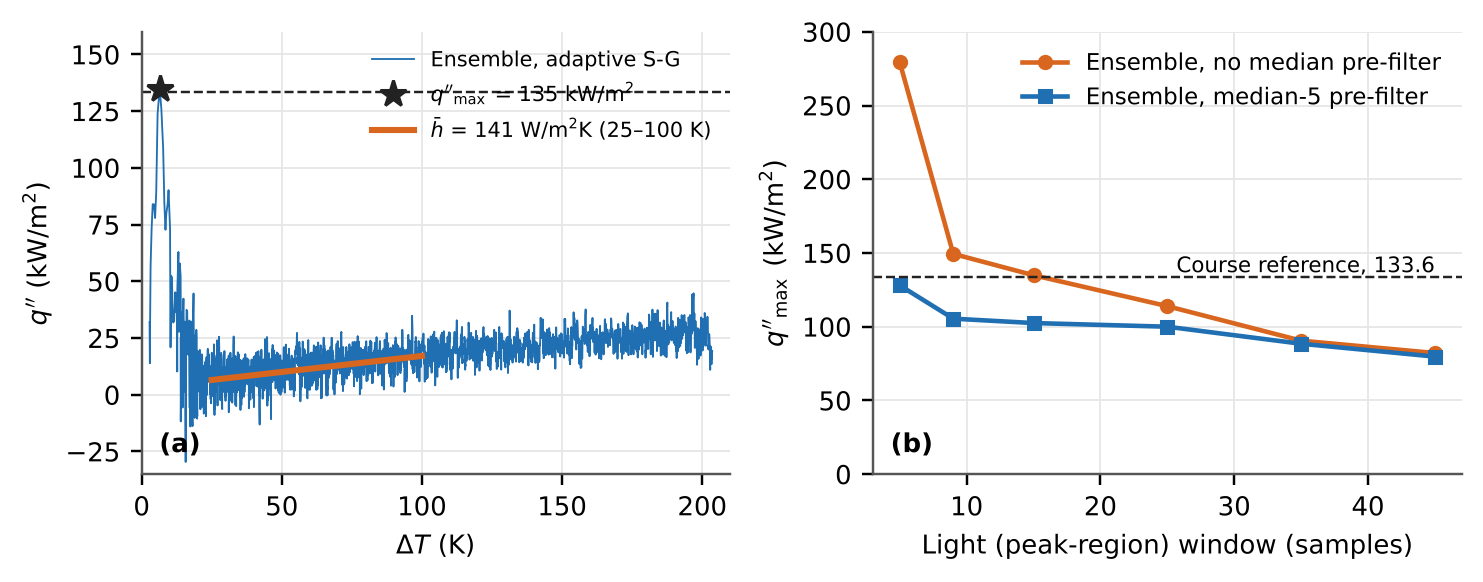 150
125
100
75
50
25
0
−25
q″ (kW/m²)
0 50 100 150 200
ΔT (K)
Ensemble, adaptive S-G
q″max = 135 kW/m²
h̄ = 141 W/m²K (25–100 K)
(a)
300
250
200
150
100
50
0
q″max (kW/m²)
10 20 30 40
Light (peak-region) window (samples)
Ensemble, no median pre-filter
Ensemble, median-5 pre-filter
Course reference, 133.6
(b)